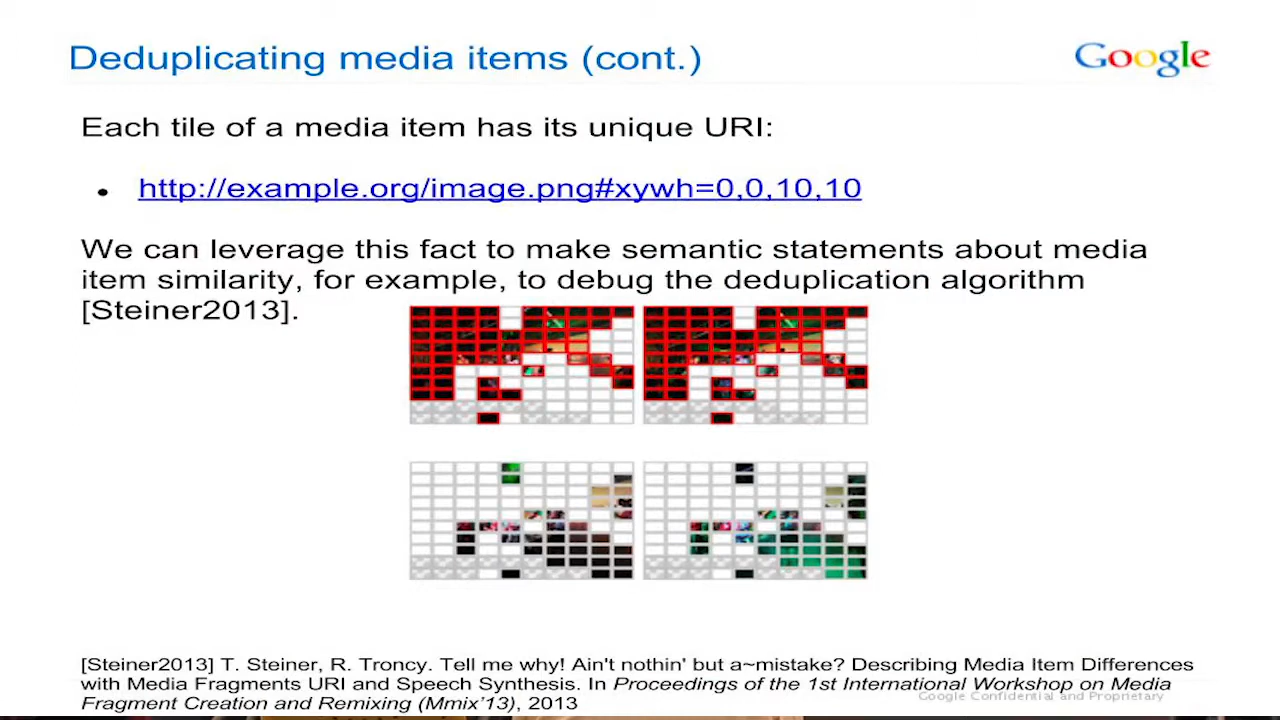 Deduplicating media items (cont.)
Google
Each tile of a media item has its unique URI:
• http://example.org/image.png#xywh=0,0,10,10
We can leverage this fact to make semantic statements about media
item similarity, for example, to debug the deduplication algorithm
[Steiner2013].
[Steiner2013] T. Steiner, R. Troncy. Tell me why! Ain't nothin' but a~mistake? Describing Media Item Differences
with Media Fragments URI and Speech Synthesis. In Proceedings of the 1st International Workshop on Media
Google Confidential and Proprietary
Fragment Creation and Remixing (Mmix'13), 2013